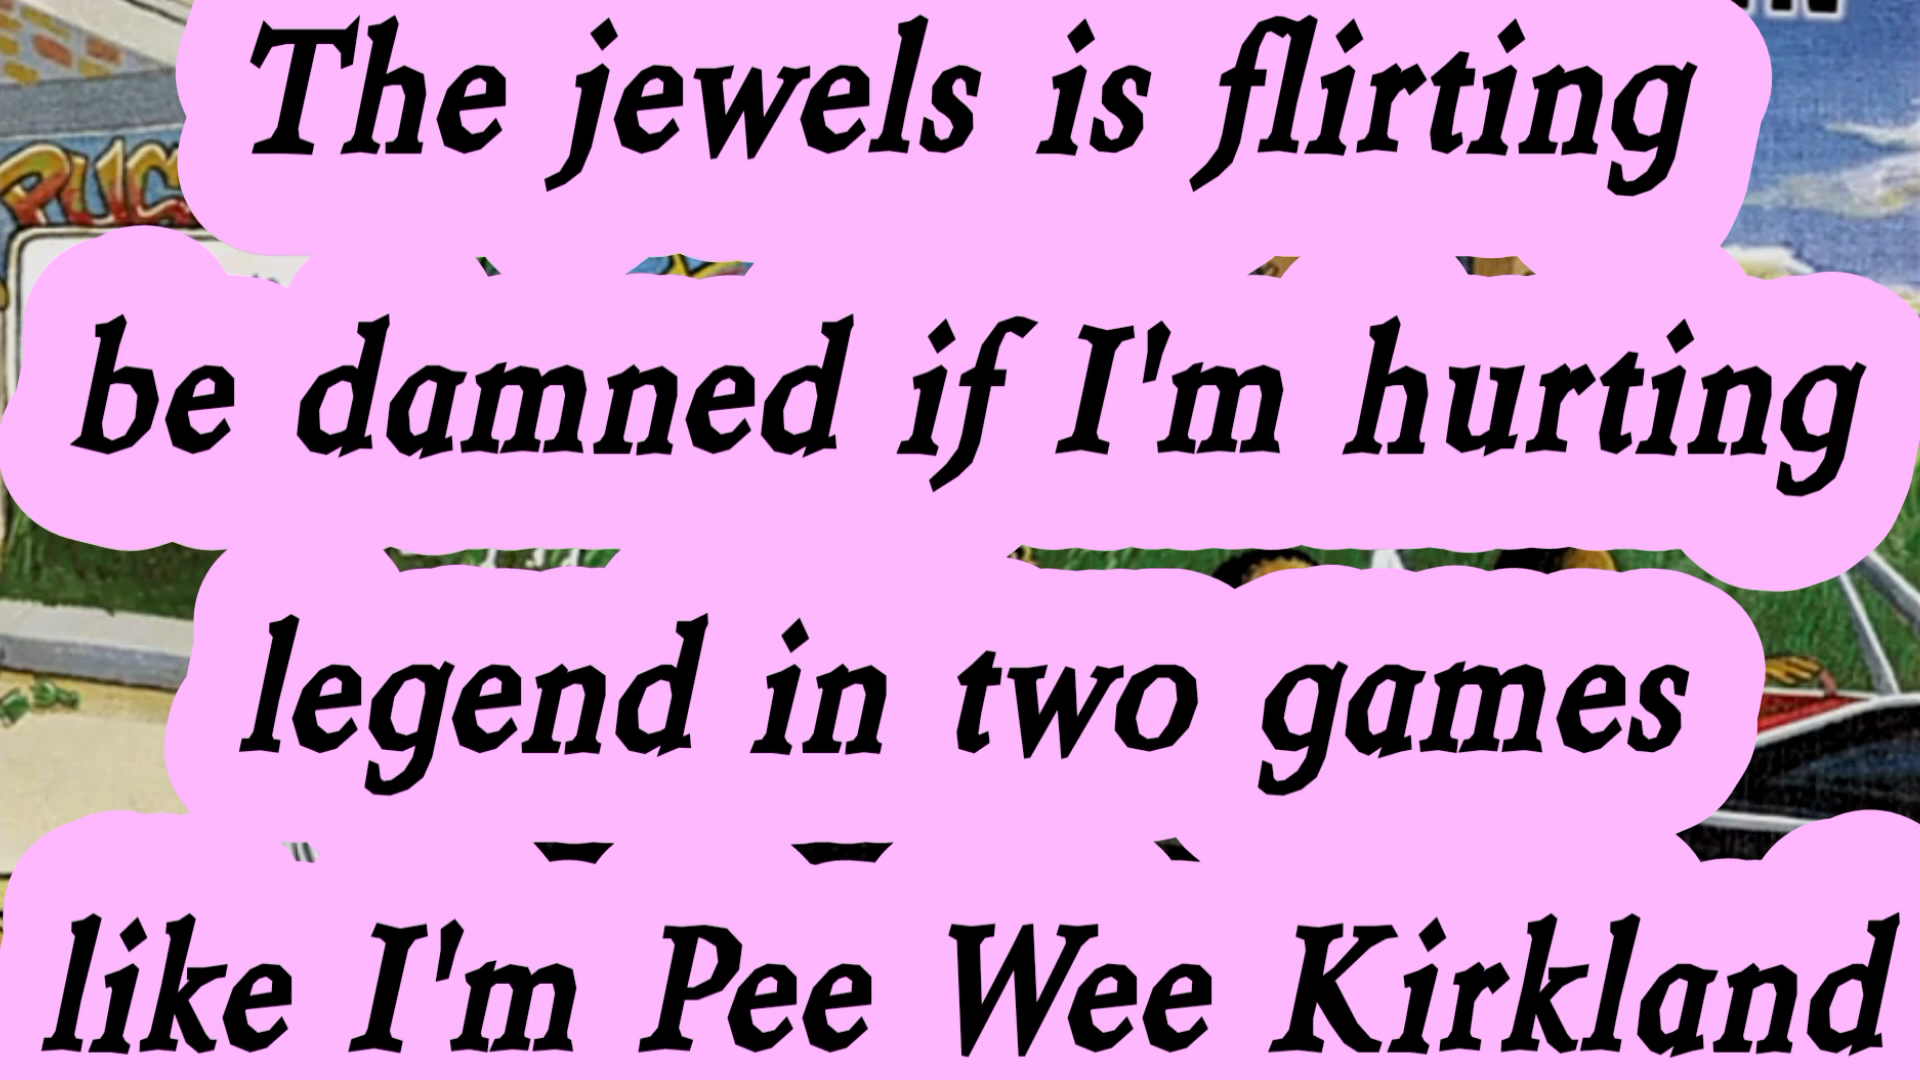 The jewels is flirting
be damned if I'm hurting
legend in two games
like I'm Pee Wee Kirkland